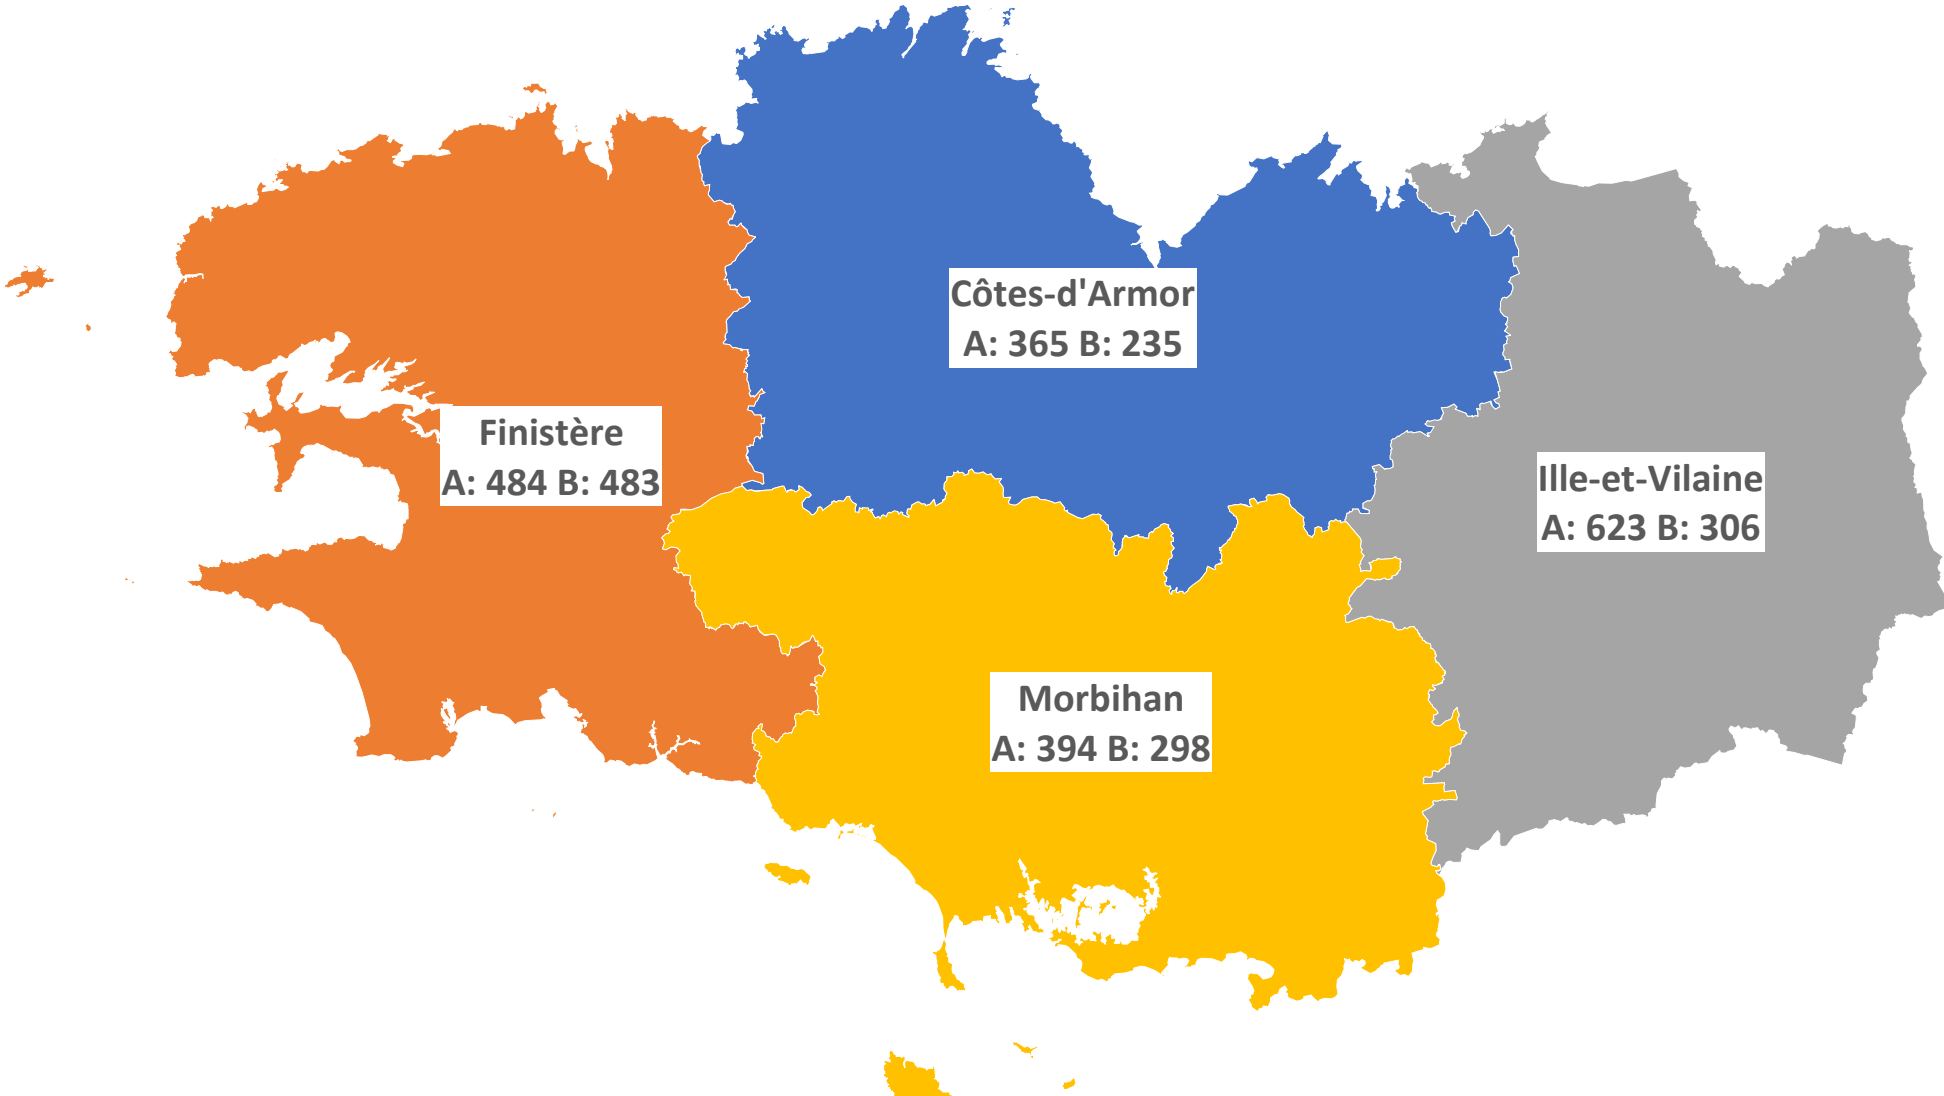 Côtes-d'Armor
A: 365 B: 235
Finistère
A: 484 B: 483
Ille-et-Vilaine
A: 623 B: 306
Morbihan
A: 394 B: 298